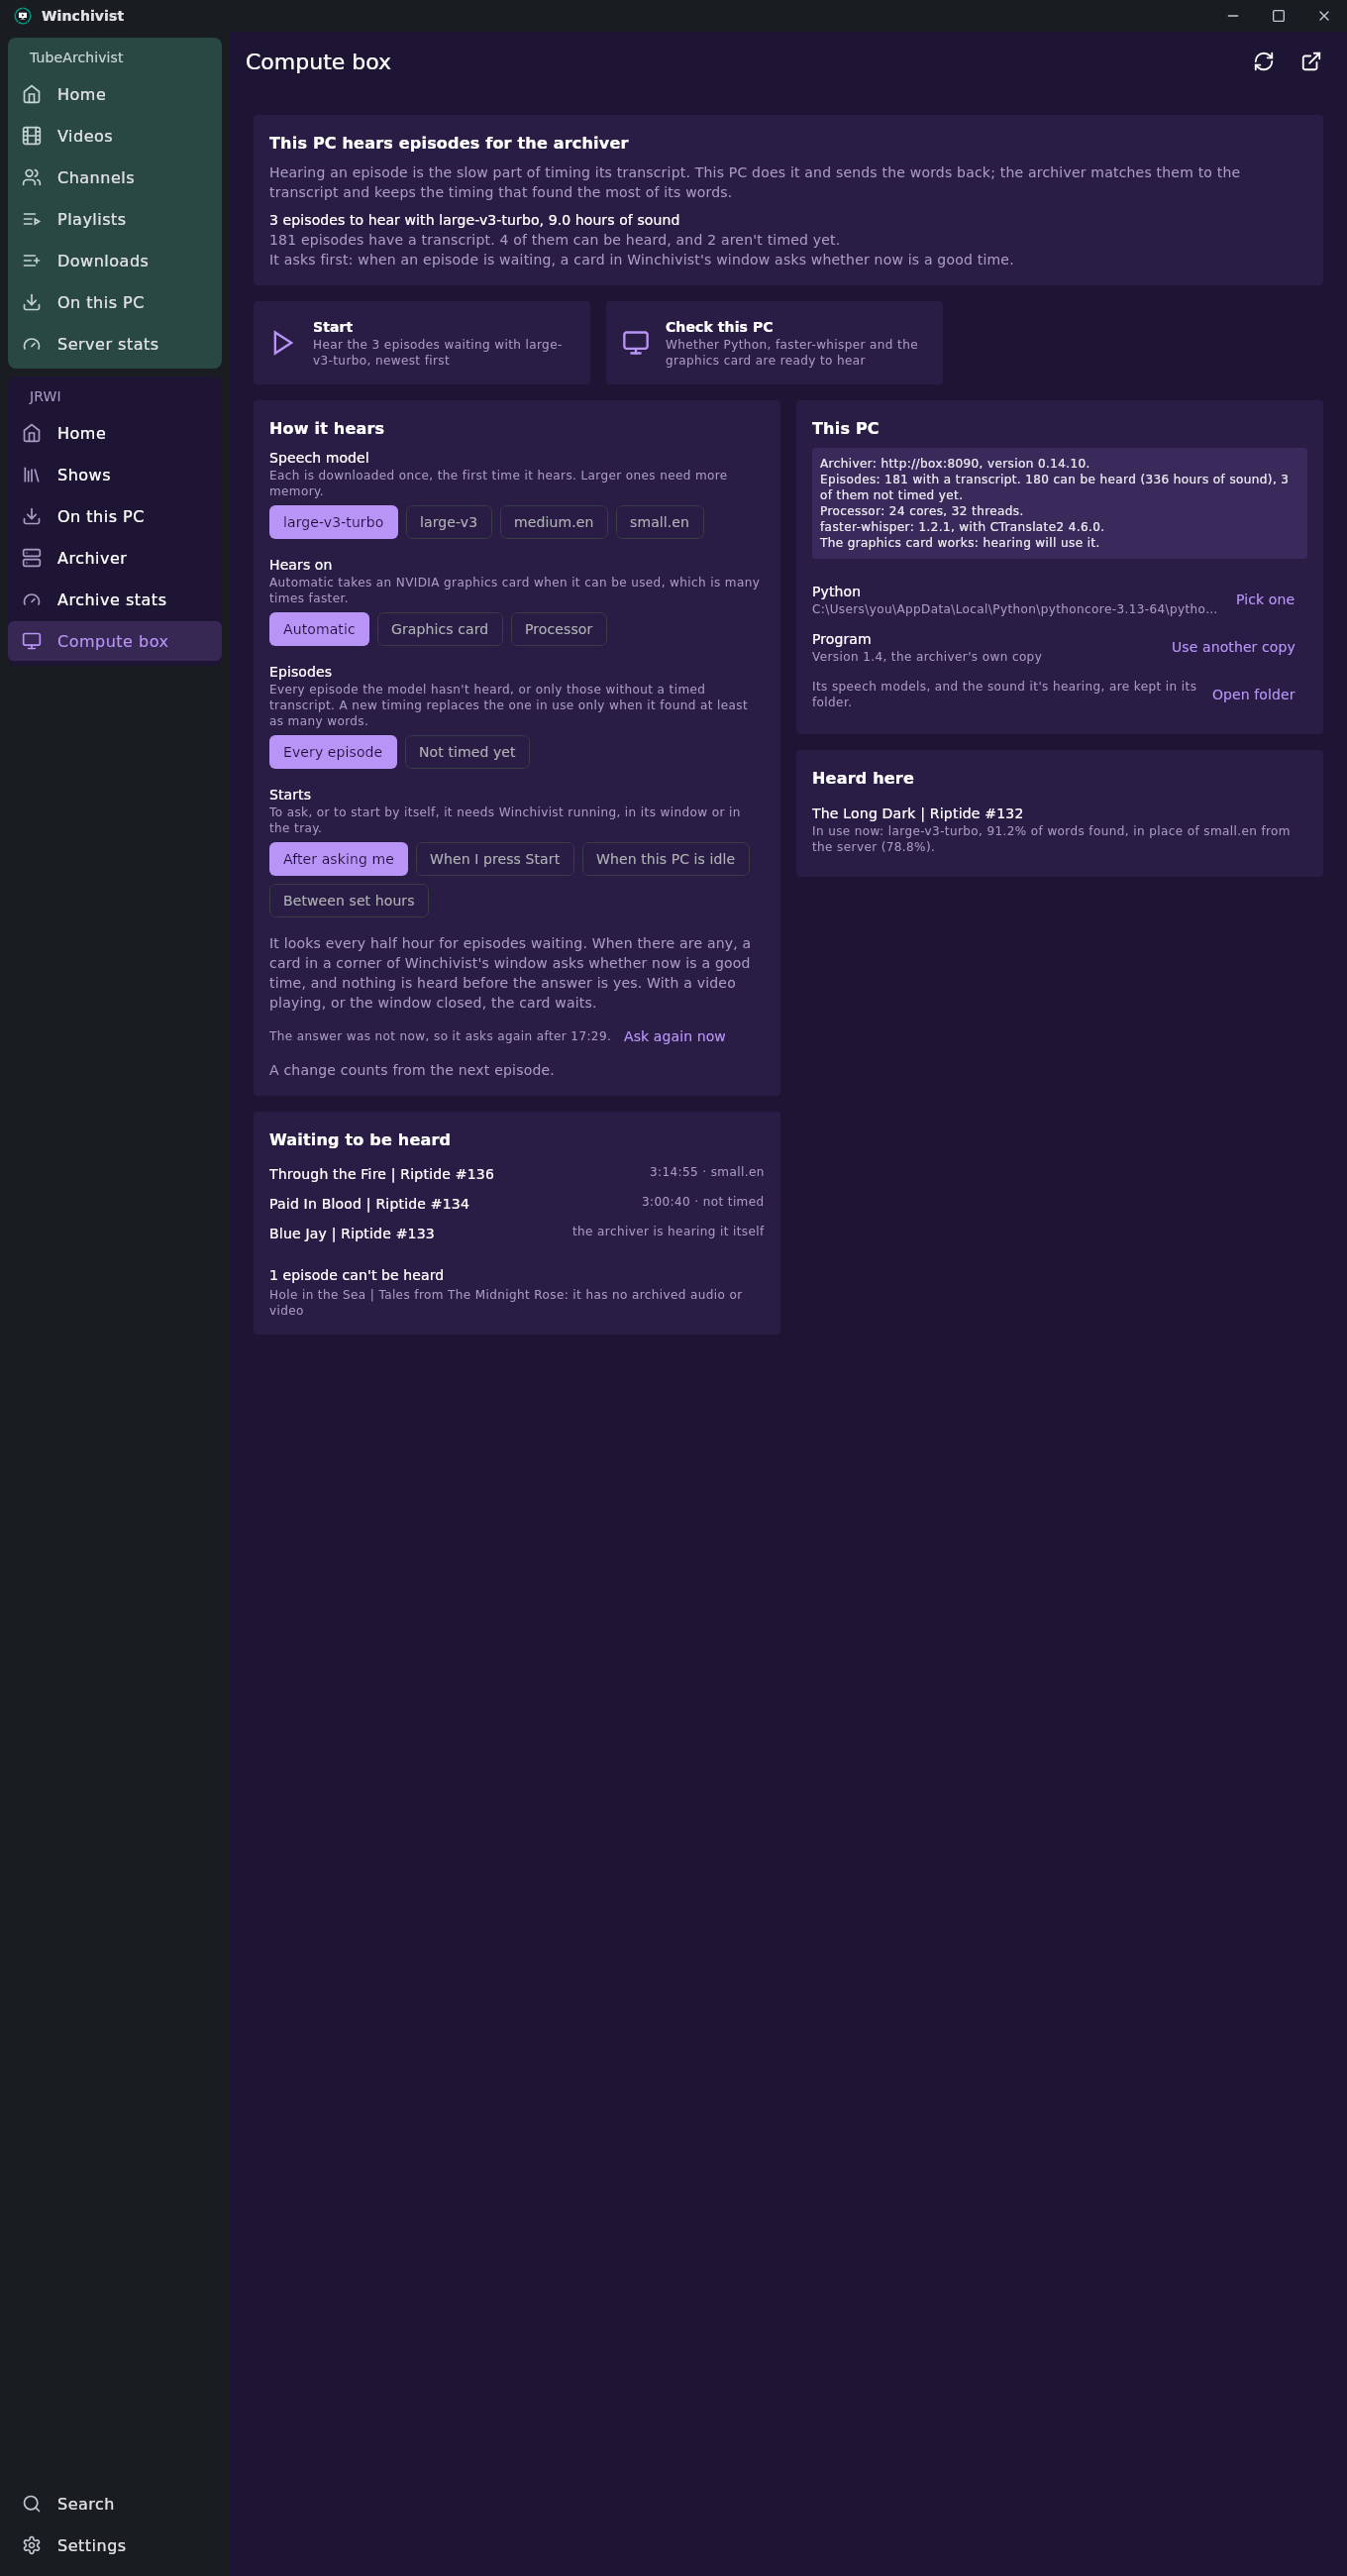 Winchivist
TubeArchivist
Home
Videos
Channels
Playlists
Downloads
On this PC
Server stats
JRWI
Home
Shows
On this PC
Archiver
Archive stats
Compute box
Search
Settings
Compute box
This PC hears episodes for the archiver
Hearing an episode is the slow part of timing its transcript. This PC does it and sends the words back; the archiver matches them to the
transcript and keeps the timing that found the most of its words.
3 episodes to hear with large-v3-turbo, 9.0 hours of sound
181 episodes have a transcript. 4 of them can be heard, and 2 aren't timed yet.
It asks first: when an episode is waiting, a card in Winchivist's window asks whether now is a good time.
Start
Hear the 3 episodes waiting with large-
v3-turbo, newest first
Check this PC
Whether Python, faster-whisper and the
graphics card are ready to hear
How it hears
Speech model
Each is downloaded once, the first time it hears. Larger ones need more
memory.
large-v3-turbo
large-v3
medium.en
small.en
Hears on
Automatic takes an NVIDIA graphics card when it can be used, which is many
times faster.
Automatic
Graphics card
Processor
Episodes
Every episode the model hasn't heard, or only those without a timed
transcript. A new timing replaces the one in use only when it found at least
as many words.
Every episode
Not timed yet
Starts
To ask, or to start by itself, it needs Winchivist running, in its window or in
the tray.
After asking me
When I press Start
When this PC is idle
Between set hours
It looks every half hour for episodes waiting. When there are any, a
card in a corner of Winchivist's window asks whether now is a good
time, and nothing is heard before the answer is yes. With a video
playing, or the window closed, the card waits.
The answer was not now, so it asks again after 17:29.
Ask again now
A change counts from the next episode.
Waiting to be heard
Through the Fire | Riptide #136
3:14:55 · small.en
Paid In Blood | Riptide #134
3:00:40 · not timed
Blue Jay | Riptide #133
the archiver is hearing it itself
1 episode can't be heard
Hole in the Sea | Tales from The Midnight Rose: it has no archived audio or
video
This PC
Archiver: http://box:8090, version 0.14.10.
Episodes: 181 with a transcript. 180 can be heard (336 hours of sound), 3
of them not timed yet.
Processor: 24 cores, 32 threads.
faster-whisper: 1.2.1, with CTranslate2 4.6.0.
The graphics card works: hearing will use it.
Python
C:\Users\you\AppData\Local\Python\pythoncore-3.13-64\pytho...
Pick one
Program
Version 1.4, the archiver's own copy
Use another copy
Its speech models, and the sound it's hearing, are kept in its
folder.
Open folder
Heard here
The Long Dark | Riptide #132
In use now: large-v3-turbo, 91.2% of words found, in place of small.en from
the server (78.8%).